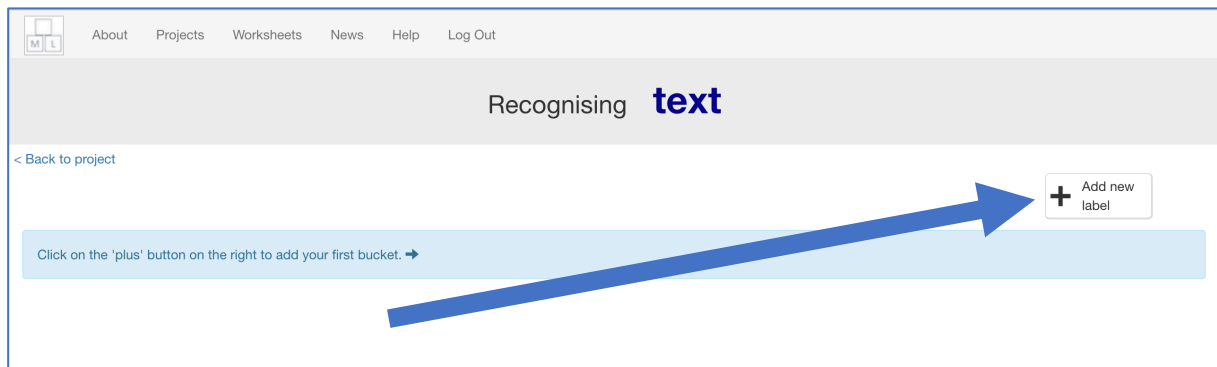 M L About Projects Worksheets News Help Log Out
Recognising text
< Back to project
Add new
label
Click on the 'plus' button on the right to add your first bucket.